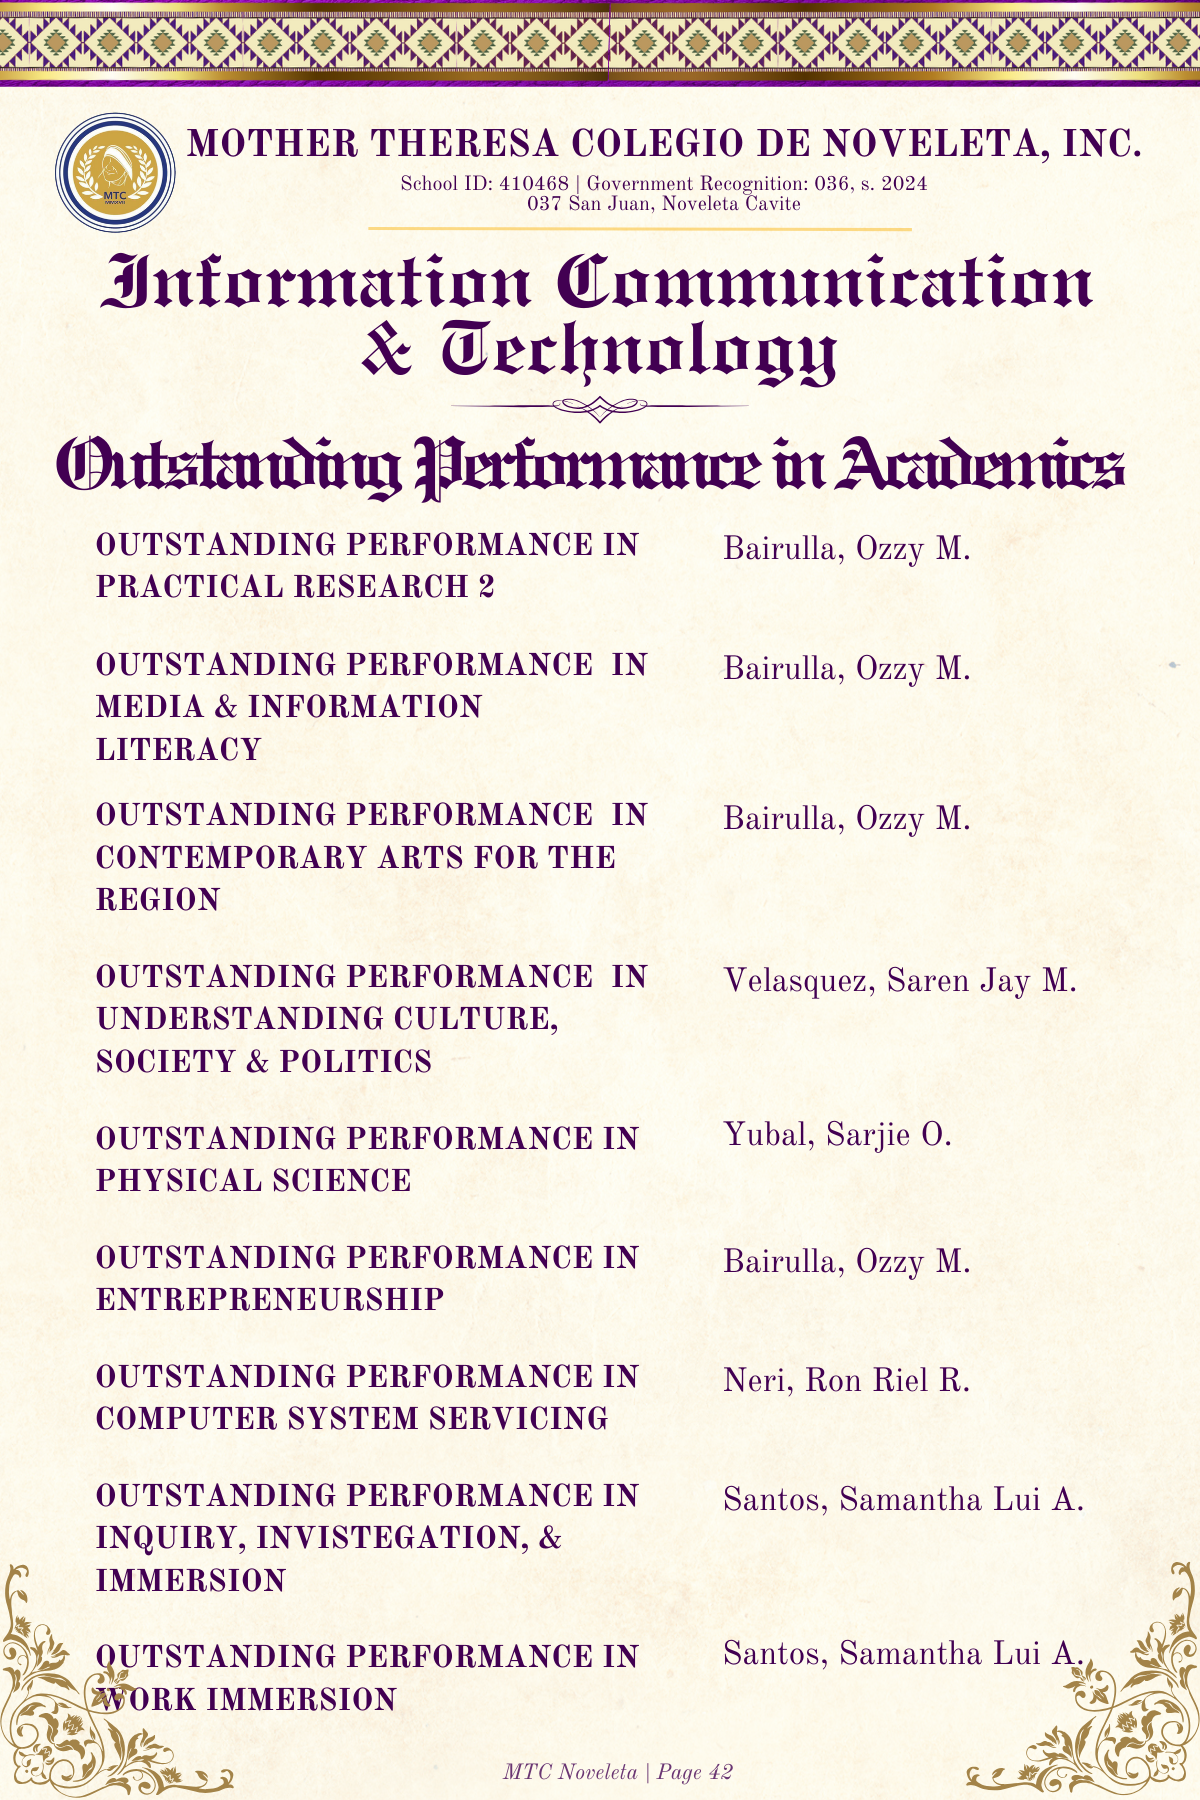 MOTHER THERESA COLEGIO DE NOVELETA, INC.
School ID: 410468 | Government Recognition: 036, s. 2024
037 San Juan, Noveleta Cavite
MTC
Information Communication
& Technology
Outstanding Performance in Academics
OUTSTANDING PERFORMANCE IN
PRACTICAL RESEARCH 2
Bairulla, Ozzy M.
OUTSTANDING PERFORMANCE IN
MEDIA & INFORMATION
LITERACY
Bairulla, Ozzy M.
OUTSTANDING PERFORMANCE IN
CONTEMPORARY ARTS FOR THE
REGION
Bairulla, Ozzy M.
OUTSTANDING PERFORMANCE IN
UNDERSTANDING CULTURE,
SOCIETY & POLITICS
Velasquez, Saren Jay M.
OUTSTANDING PERFORMANCE IN
PHYSICAL SCIENCE
Yubal, Sarjie O.
OUTSTANDING PERFORMANCE IN
ENTREPRENEURSHIP
Bairulla, Ozzy M.
OUTSTANDING PERFORMANCE IN
COMPUTER SYSTEM SERVICING
Neri, Ron Riel R.
OUTSTANDING PERFORMANCE IN
INQUIRY, INVISTEGATION, &
IMMERSION
Santos, Samantha Lui A.
OUTSTANDING PERFORMANCE IN
WORK IMMERSION
Santos, Samantha Lui A.
MTC Noveleta | Page 42